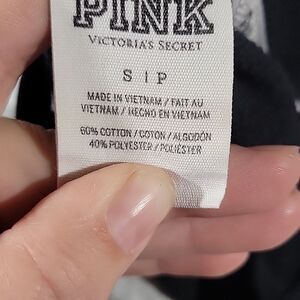 PINK
VICTORIA'S SECRET
S | P
MADE IN VIETNAM / FAIT AU
VIETNAM / HECHO EN VIETNAM
60% COTTON / COTON / ALGODÓN
40% POLYESTER / POLIÉSTER